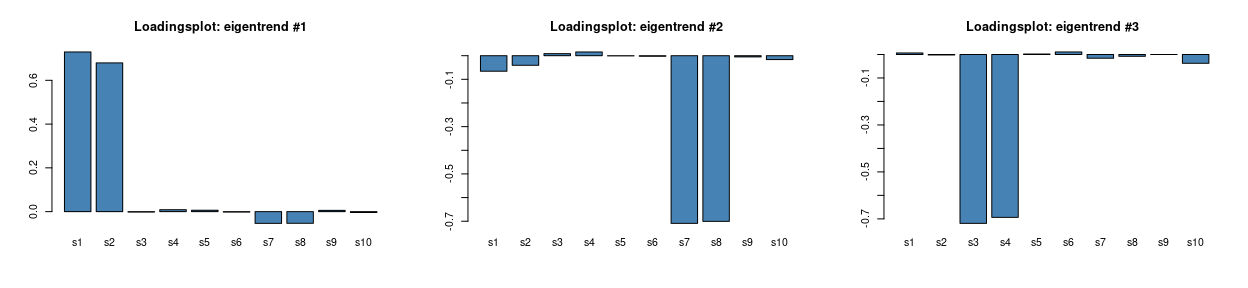 Loadingsplot: eigentrend #1
0.6
0.4
0.2
0.0
s1 s2 s3 s4 s5 s6 s7 s8 s9 s10
Loadingsplot: eigentrend #2
-0.1
-0.3
-0.5
-0.7
s1 s2 s3 s4 s5 s6 s7 s8 s9 s10
Loadingsplot: eigentrend #3
-0.1
-0.3
-0.5
-0.7
s1 s2 s3 s4 s5 s6 s7 s8 s9 s10